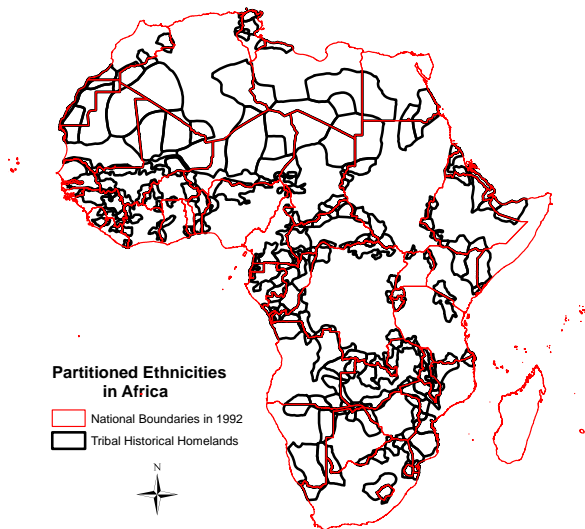 Partitioned Ethnicities
in Africa
National Boundaries in 1992
Tribal Historical Homelands
N